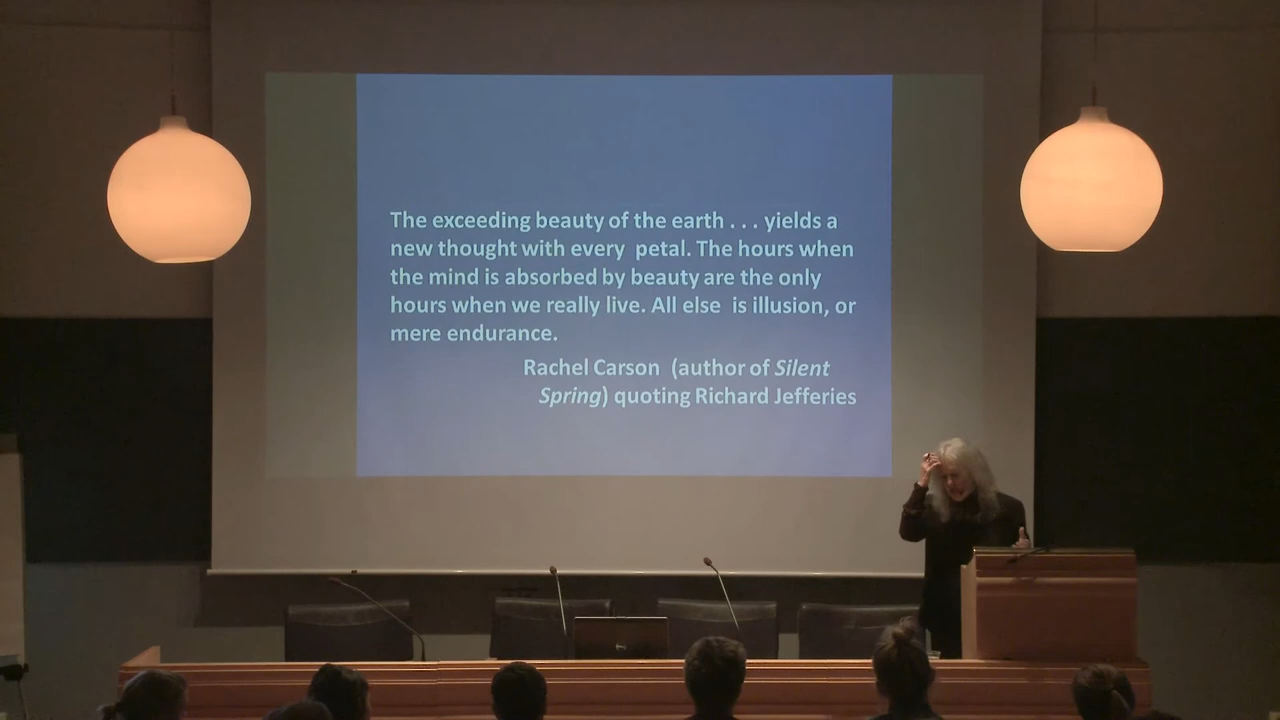 The exceeding beauty of the earth . . . yields a
new thought with every  petal. The hours when
the mind is absorbed by beauty are the only
hours when we really live. All else  is illusion, or
mere endurance.
Rachel Carson  (author of Silent
Spring) quoting Richard Jefferies